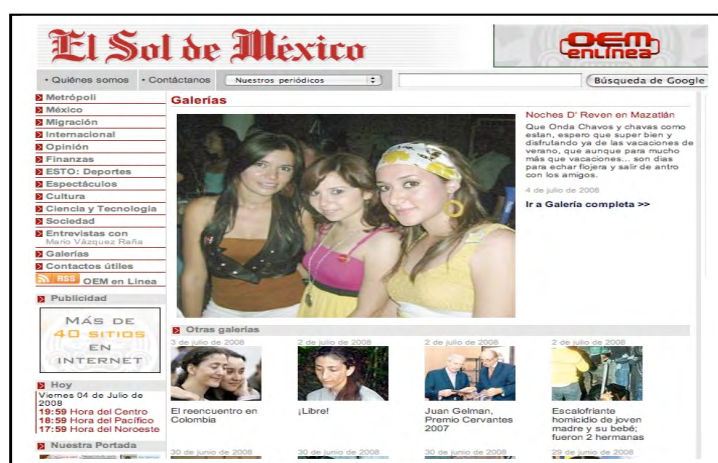 El Sol de México
OEM
EN LINEA
• Quiénes somos • Contáctanos Nuestros periódicos Búsqueda de Google
Metrópoli
México
Migración
Internacional
Opinión
Finanzas
ESTO: Deportes
Espectáculos
Cultura
Ciencia y Tecnología
Sociedad
Entrevistas con
Mario Vázquez Raña
Galerías
Contactos útiles
RSS OEM en Linea
Publicidad
MÁS DE
40 SITIOS
EN
INTERNET
Hoy
Viernes 04 de Julio de
2008
19:59 Hora del Centro
18:59 Hora del Pacífico
17:59 Hora del Noroeste
Nuestra Portada
Galerías
Noches D' Reven en Mazatlán
Que Onda Chavos y chavas como
estan, espero que super bien y
disfrutando ya de las vacaciones de
verano, que aunque para mucho
más que vacaciones... son dias
para echar flojera y salir de antro
con los amigos.
4 de julio de 2008
Ir a Galería completa >>
Otras galerías
3 de julio de 2008
El reencuentro en
Colombia
2 de julio de 2008
¡Libre!
2 de julio de 2008
Juan Gelman,
Premio Cervantes
2007
2 de julio de 2008
Escalofriante
homicidio de joven
madre y su bebé;
fueron 2 hermanas
30 de junio de 2008
30 de junio de 2008
30 de junio de 2008
29 de junio de 2008